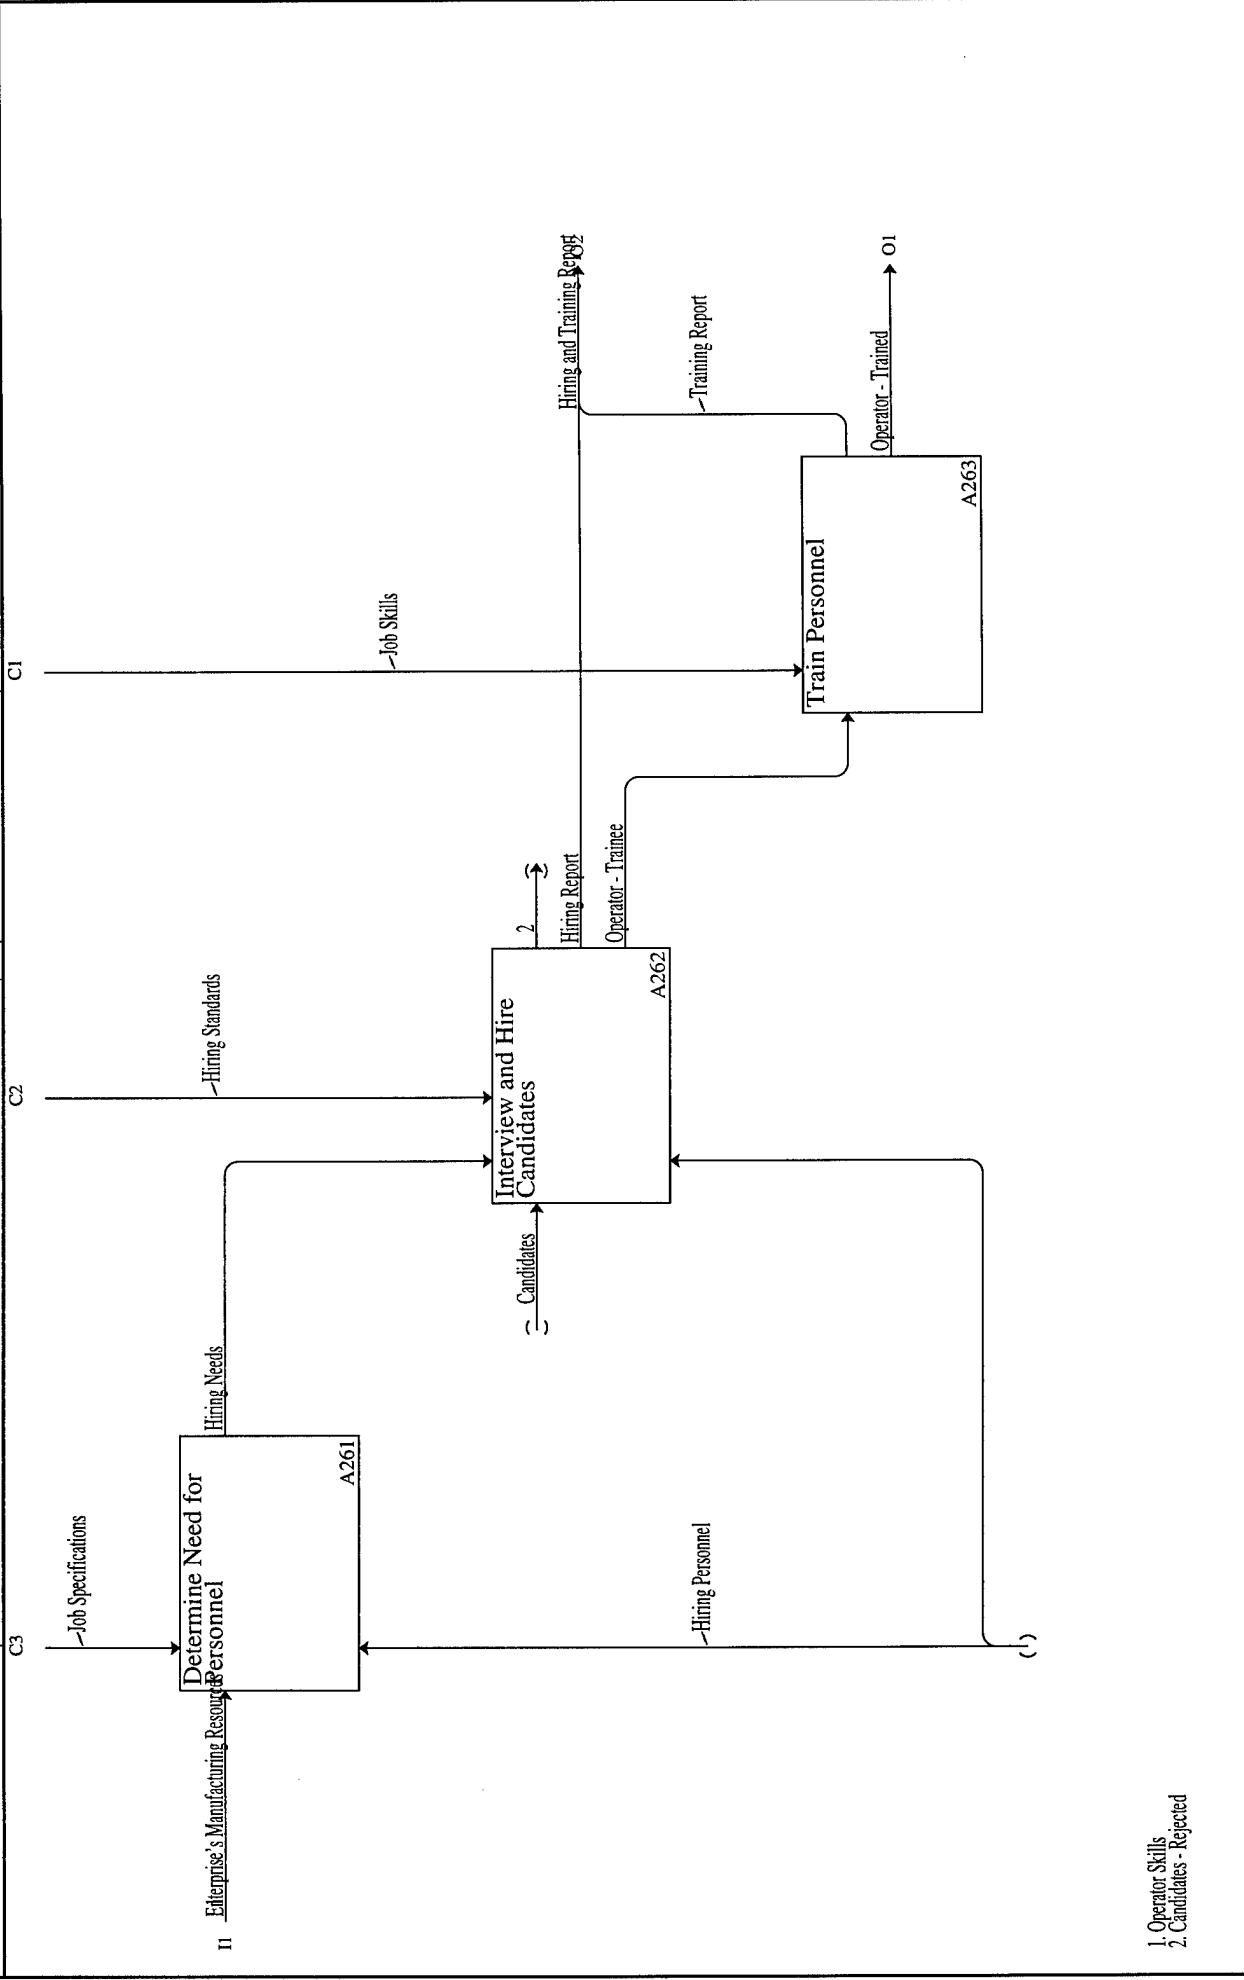 C3
C2
C1
Job Specifications
Hiring Standards
Job Skills
I1
Enterprise's Manufacturing Resources
Determine Need for
Personnel
A261
Hiring Needs
Candidates
Interview and Hire
Candidates
A262
2
Hiring Report
Operator - Trainee
Hiring and Training Report
O2
Training Report
Train Personnel
A263
Operator - Trained
O1
Hiring Personnel
1. Operator Skills
2. Candidates - Rejected